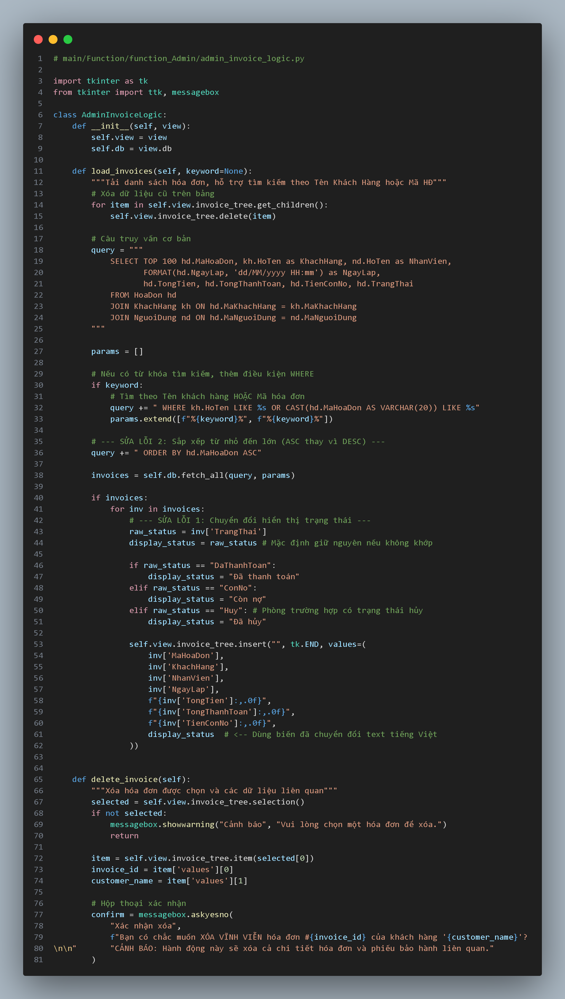 1 # main/Function/function_Admin/admin_invoice_logic.py
2
3 import tkinter as tk
4 from tkinter import ttk, messagebox
5
6 class AdminInvoiceLogic:
7     def __init__(self, view):
8         self.view = view
9         self.db = view.db
10
11     def load_invoices(self, keyword=None):
12         """Tải danh sách hóa đơn, hỗ trợ tìm kiếm theo Tên Khách Hàng hoặc Mã HĐ"""
13         # Xóa dữ liệu cũ trên bảng
14         for item in self.view.invoice_tree.get_children():
15             self.view.invoice_tree.delete(item)
16
17         # Câu truy vấn cơ bản
18         query = """
19             SELECT TOP 100 hd.MaHoaDon, kh.HoTen as KhachHang, nd.HoTen as NhanVien,
20                    FORMAT(hd.NgayLap, 'dd/MM/yyyy HH:mm') as NgayLap,
21                    hd.TongTien, hd.TongThanhToan, hd.TienConNo, hd.TrangThai
22             FROM HoaDon hd
23             JOIN KhachHang kh ON hd.MaKhachHang = kh.MaKhachHang
24             JOIN NguoiDung nd ON hd.MaNguoiDung = nd.MaNguoiDung
25         """
26
27         params = []
28
29         # Nếu có từ khóa tìm kiếm, thêm điều kiện WHERE
30         if keyword:
31             # Tìm theo Tên khách hàng HOẶC Mã hóa đơn
32             query += " WHERE kh.HoTen LIKE %s OR CAST(hd.MaHoaDon AS VARCHAR(20)) LIKE %s"
33             params.extend([f"%{keyword}%", f"%{keyword}%"])
34
35         # --- SỬA LỖI 2: Sắp xếp từ nhỏ đến lớn (ASC thay vì DESC) ---
36         query += " ORDER BY hd.MaHoaDon ASC"
37
38         invoices = self.db.fetch_all(query, params)
39
40         if invoices:
41             for inv in invoices:
42                 # --- SỬA LỖI 1: Chuyển đổi hiển thị trạng thái ---
43                 raw_status = inv['TrangThai']
44                 display_status = raw_status # Mặc định giữ nguyên nếu không khớp
45
46                 if raw_status == "DaThanhToan":
47                     display_status = "Đã thanh toán"
48                 elif raw_status == "ConNo":
49                     display_status = "Còn nợ"
50                 elif raw_status == "Huy": # Phòng trường hợp có trạng thái hủy
51                     display_status = "Đã hủy"
52
53                 self.view.invoice_tree.insert("", tk.END, values=(
54                     inv['MaHoaDon'],
55                     inv['KhachHang'],
56                     inv['NhanVien'],
57                     inv['NgayLap'],
58                     f"{inv['TongTien']:,.0f}",
59                     f"{inv['TongThanhToan']:,.0f}",
60                     f"{inv['TienConNo']:,.0f}",
61                     display_status  # <-- Dùng biến đã chuyển đổi text tiếng Việt
62                 ))
63
64
65     def delete_invoice(self):
66         """Xóa hóa đơn được chọn và các dữ liệu liên quan"""
67         selected = self.view.invoice_tree.selection()
68         if not selected:
69             messagebox.showwarning("Cảnh báo", "Vui lòng chọn một hóa đơn để xóa.")
70             return
71
72         item = self.view.invoice_tree.item(selected[0])
73         invoice_id = item['values'][0]
74         customer_name = item['values'][1]
75
76         # Hộp thoại xác nhận
77         confirm = messagebox.askyesno(
78             "Xác nhận xóa",
79             f"Bạn có chắc muốn XÓA VĨNH VIỄN hóa đơn #{invoice_id} của khách hàng '{customer_name}'?
80 \n\n"       "CẢNH BÁO: Hành động này sẽ xóa cả chi tiết hóa đơn và phiếu bảo hành liên quan."
81         )